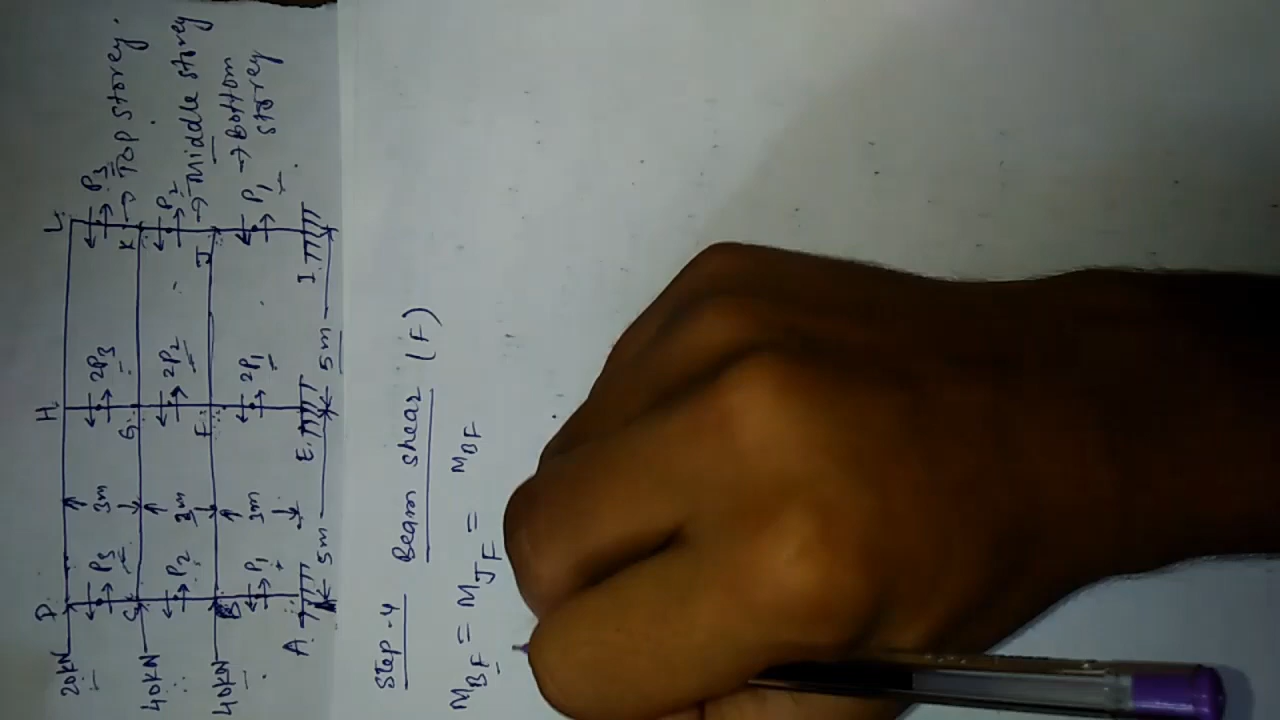 20kN D H L
P3 3m 2P3 P3 → Top storey.
40kN C G K
P2 3m 2P2 P2 → Middle storey
40kN B F J
P1 3m 2P1 P1 → Bottom
storey
A E I
5m 5m
Step-4 Beam shear (F)
MBF = MJF = MBF